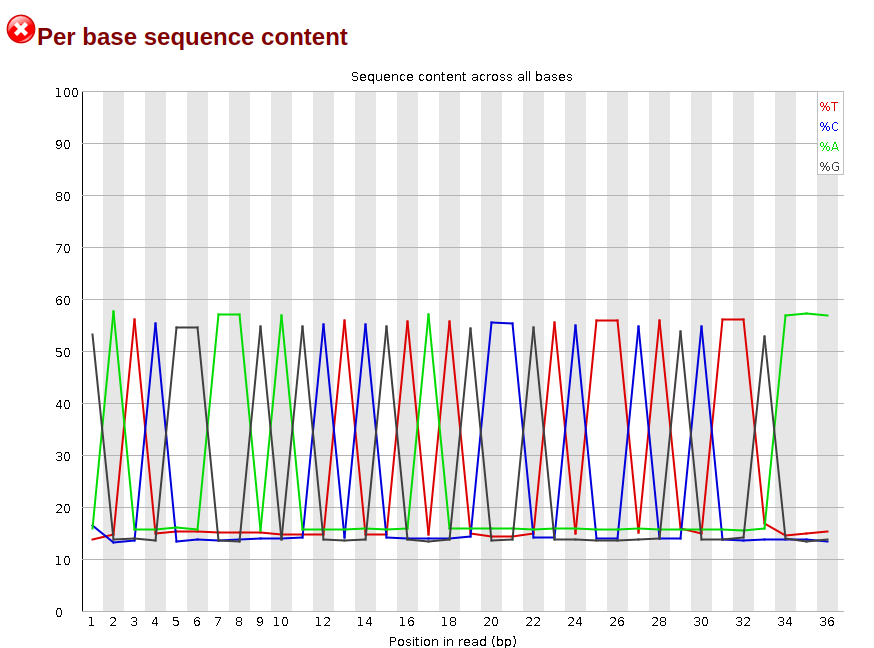 Per base sequence content
Sequence content across all bases
%T
%C
%A
%G
100
90
80
70
60
50
40
30
20
10
0
1 2 3 4 5 6 7 8 9 10 12 14 16 18 20 22 24 26 28 30 32 34 36
Position in read (bp)